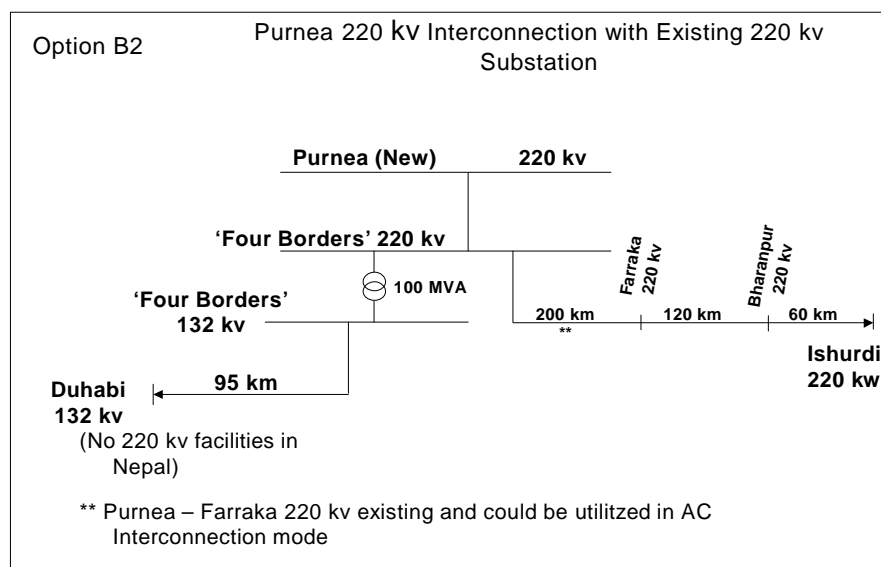 Option B2
Purnea 220 kv Interconnection with Existing 220 kv
Substation
Purnea (New) 220 kv
‘Four Borders’ 220 kv
100 MVA
‘Four Borders’
132 kv
Farraka
220 kv
Bharanpur
220 kv
200 km
**
120 km
60 km
Ishurdi
220 kw
95 km
Duhabi
132 kv
(No 220 kv facilities in
Nepal)
** Purnea – Farraka 220 kv existing and could be utilitzed in AC
Interconnection mode